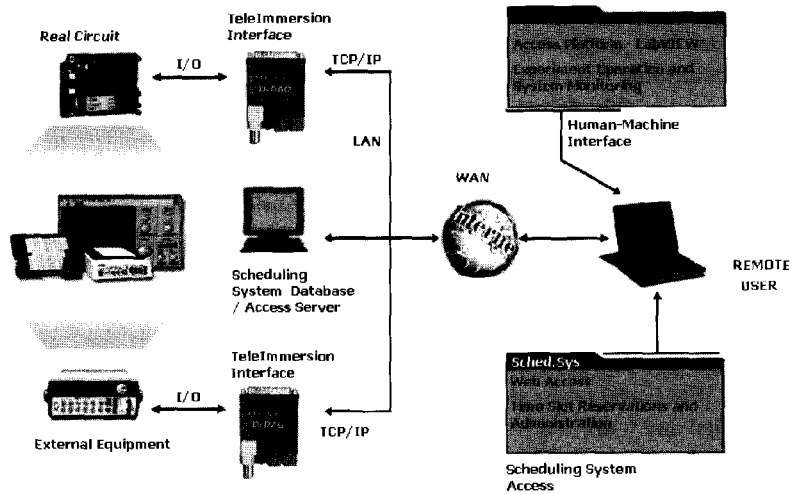 Real Circuit
I/O
TeleImmersion
Interface
TCP/IP
LAN
Access Platform - LabVIEW
Experiment Operation and
System Monitoring
Human-Machine
Interface
WAN
Internet
REMOTE
USER
Scheduling
System Database
/ Access Server
TeleImmersion
Interface
I/O
TCP/IP
External Equipment
Sched.Sys
Web Access
Time Slot Reservations and
Administration
Scheduling System
Access